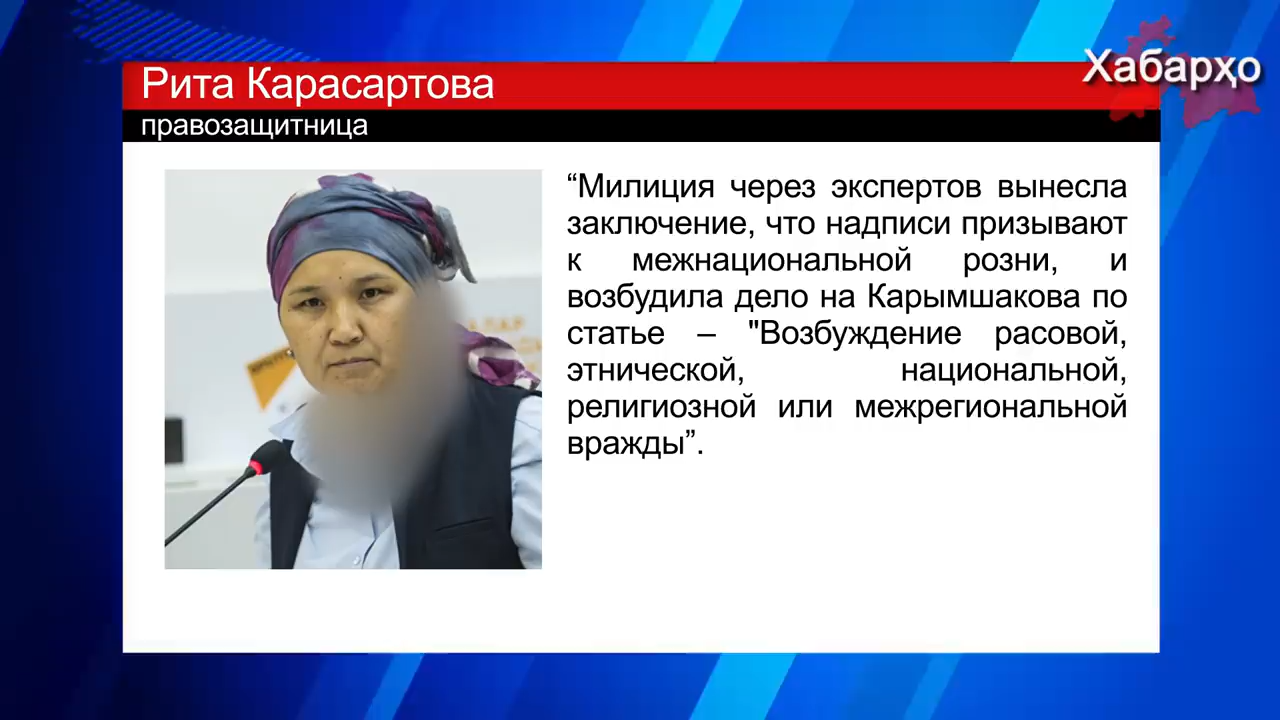 Рита Карасартова
Хабарҳо
правозащитница
“Милиция через экспертов вынесла
заключение, что надписи призывают
к межнациональной розни, и
возбудила дело на Карымшакова по
статье – "Возбуждение расовой,
этнической, национальной,
религиозной или межрегиональной
вражды”.